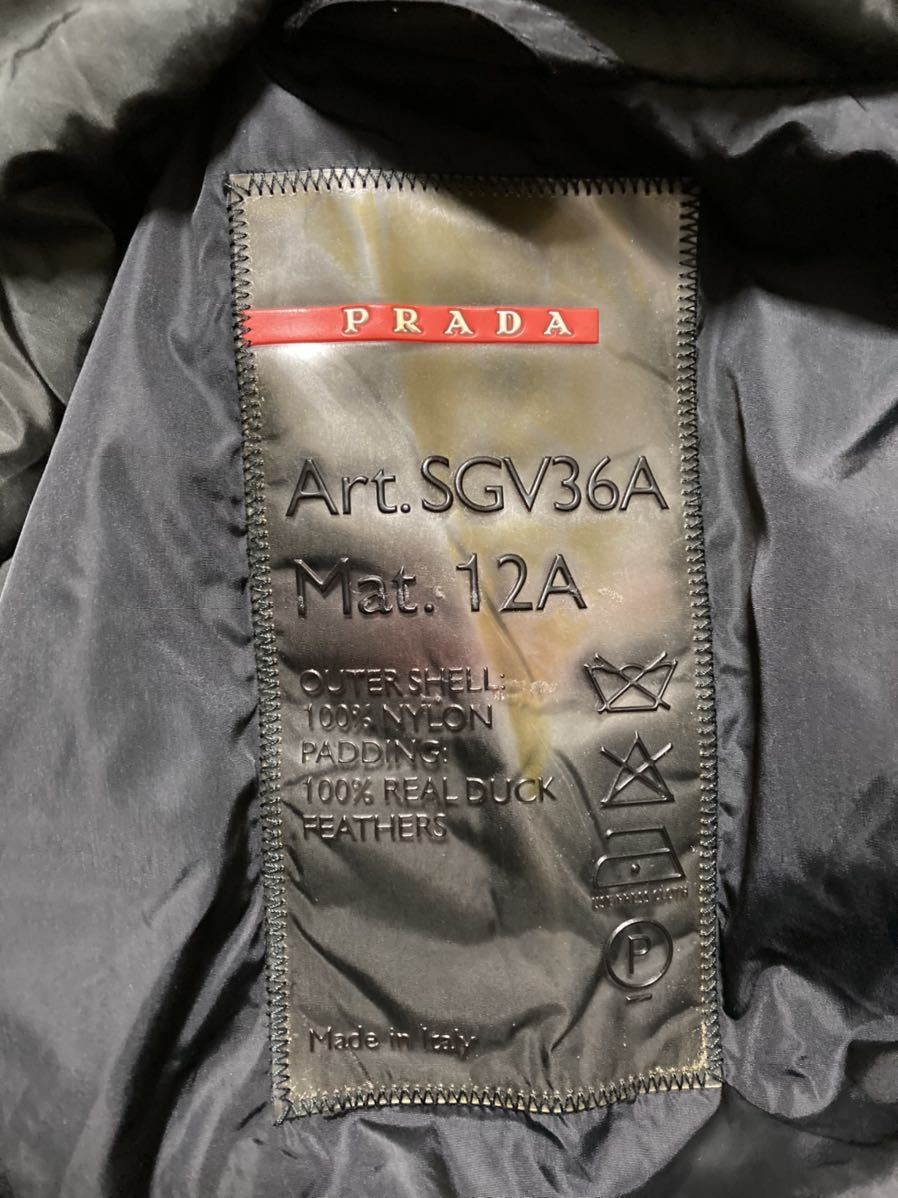 PRADA
Art. SGV36A
Mat. 12A
OUTER SHELL:
100% NYLON
PADDING:
100% REAL DUCK
FEATHERS
P
Made in Italy